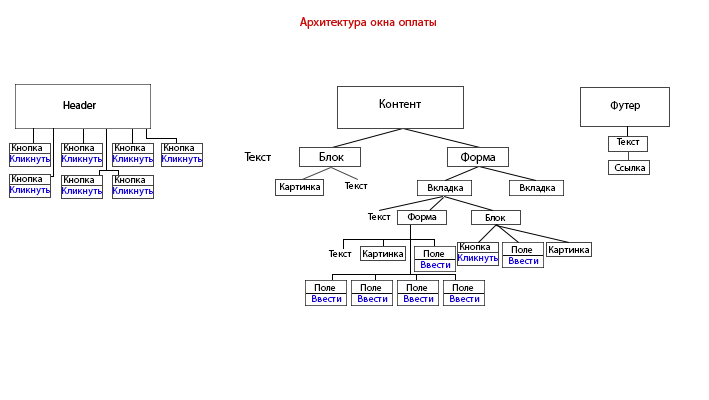 Архитектура окна оплаты
Header
Контент
Футер
Кнопка
Кликнуть
Кнопка
Кликнуть
Кнопка
Кликнуть
Кнопка
Кликнуть
Кнопка
Кликнуть
Кнопка
Кликнуть
Кнопка
Кликнуть
Текст
Блок
Форма
Картинка
Текст
Вкладка
Вкладка
Текст
Форма
Блок
Текст
Картинка
Поле
Ввести
Кнопка
Кликнуть
Поле
Ввести
Картинка
Поле
Ввести
Поле
Ввести
Поле
Ввести
Поле
Ввести
Текст
Ссылка